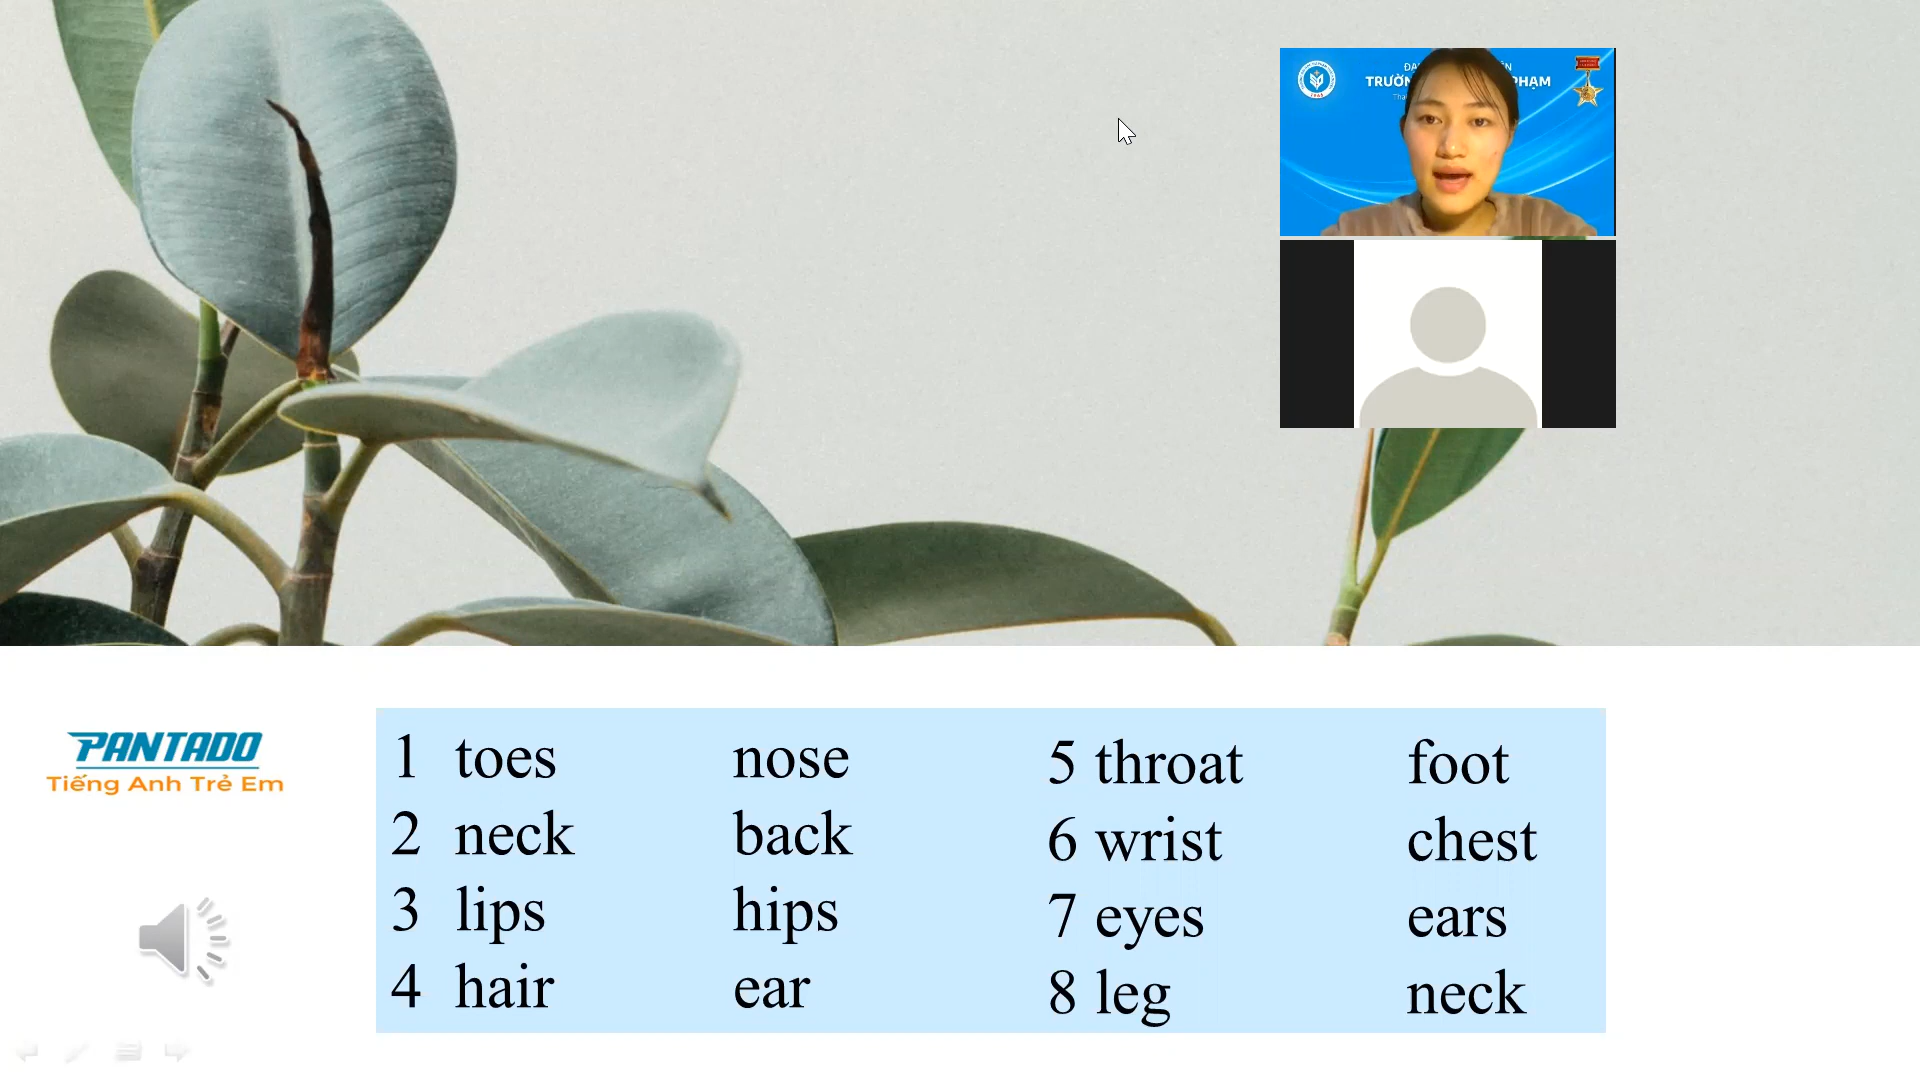 TRƯỜ PHẠM
PANTADO
Tiếng Anh Trẻ Em
1 toes nose
2 neck back
3 lips hips
4 hair ear
5 throat foot
6 wrist chest
7 eyes ears
8 leg neck